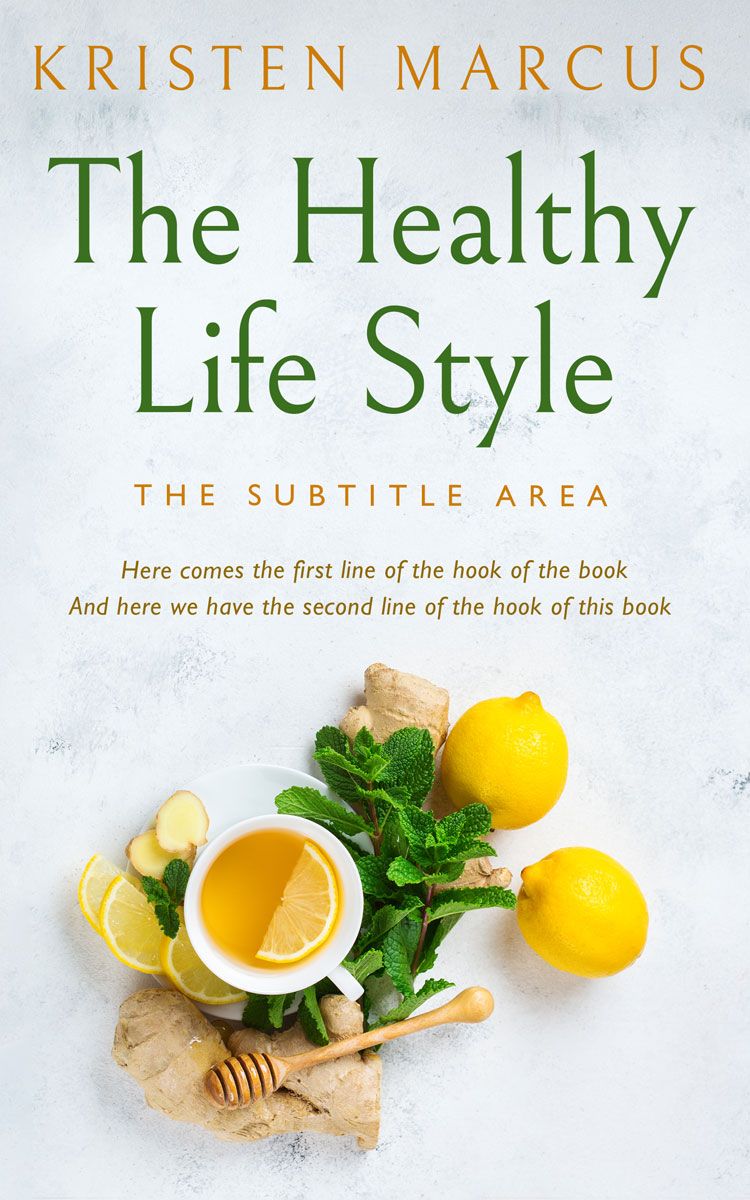 KRISTEN MARCUS
The Healthy
Life Style
THE SUBTITLE AREA
Here comes the first line of the hook of the book
And here we have the second line of the hook of this book